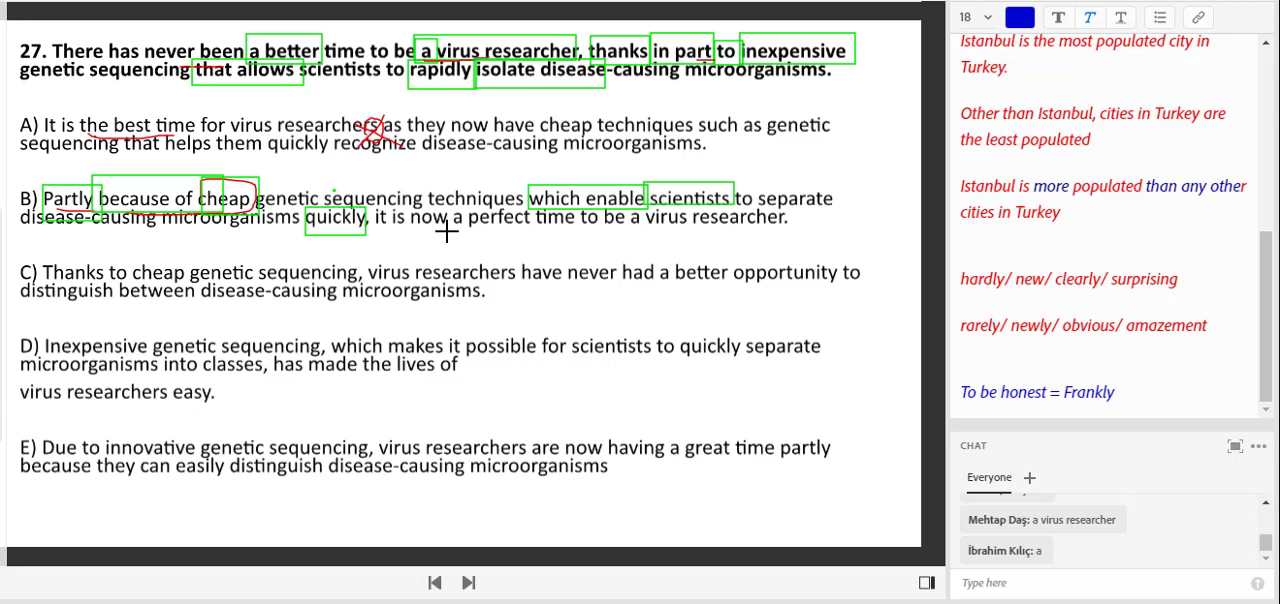 27. There has never been a better time to be a virus researcher, thanks in part to inexpensive
genetic sequencing that allows scientists to rapidly isolate disease-causing microorganisms.
A) It is the best time for virus researchers as they now have cheap techniques such as genetic
sequencing that helps them quickly recognize disease-causing microorganisms.
B) Partly because of cheap genetic sequencing techniques which enable scientists to separate
disease-causing microorganisms quickly, it is now a perfect time to be a virus researcher.
C) Thanks to cheap genetic sequencing, virus researchers have never had a better opportunity to
distinguish between disease-causing microorganisms.
D) Inexpensive genetic sequencing, which makes it possible for scientists to quickly separate
microorganisms into classes, has made the lives of
virus researchers easy.
E) Due to innovative genetic sequencing, virus researchers are now having a great time partly
because they can easily distinguish disease-causing microorganisms
18
T T T
Istanbul is the most populated city in
Turkey.
Other than Istanbul, cities in Turkey are
the least populated
Istanbul is more populated than any other
cities in Turkey
hardly/ new/ clearly/ surprising
rarely/ newly/ obvious/ amazement
To be honest = Frankly
CHAT
Everyone
Mehtap Daş: a virus researcher
İbrahim Kılıç: a
Type here